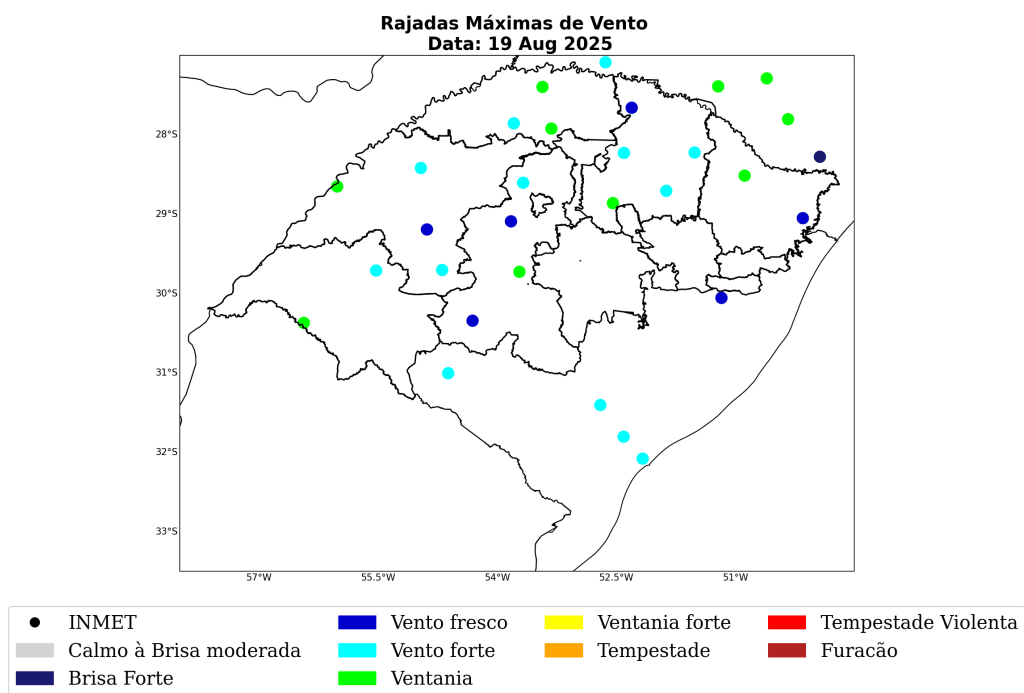 Rajadas Máximas de Vento
Data: 19 Aug 2025
28°S
29°S
30°S
31°S
32°S
33°S
57°W 55.5°W 54°W 52.5°W 51°W
INMET
Calmo à Brisa moderada
Brisa Forte
Vento fresco
Vento forte
Ventania
Ventania forte
Tempestade
Tempestade Violenta
Furacão